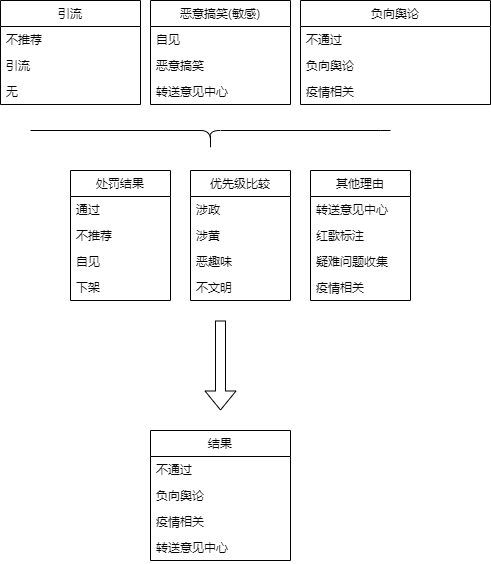 引流
不推荐
引流
无
恶意搞笑(敏感)
自见
恶意搞笑
转送意见中心
负向舆论
不通过
负向舆论
疫情相关
处罚结果
通过
不推荐
自见
下架
优先级比较
涉政
涉黄
恶趣味
不文明
其他理由
转送意见中心
红歌标注
疑难问题收集
疫情相关
结果
不通过
负向舆论
疫情相关
转送意见中心